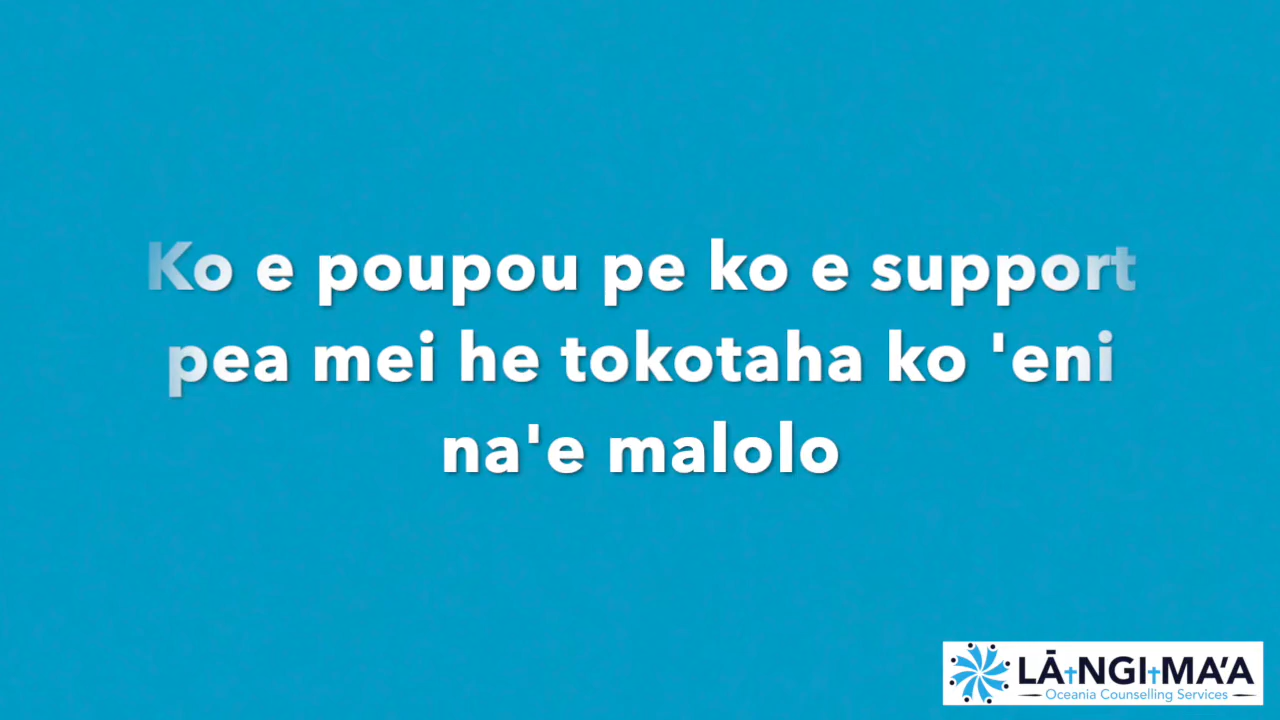 Ko e poupou pe ko e support
pea mei he tokotaha ko 'eni
na'e malolo
LĀ†NGI†MA‘A
Oceania Counselling Services